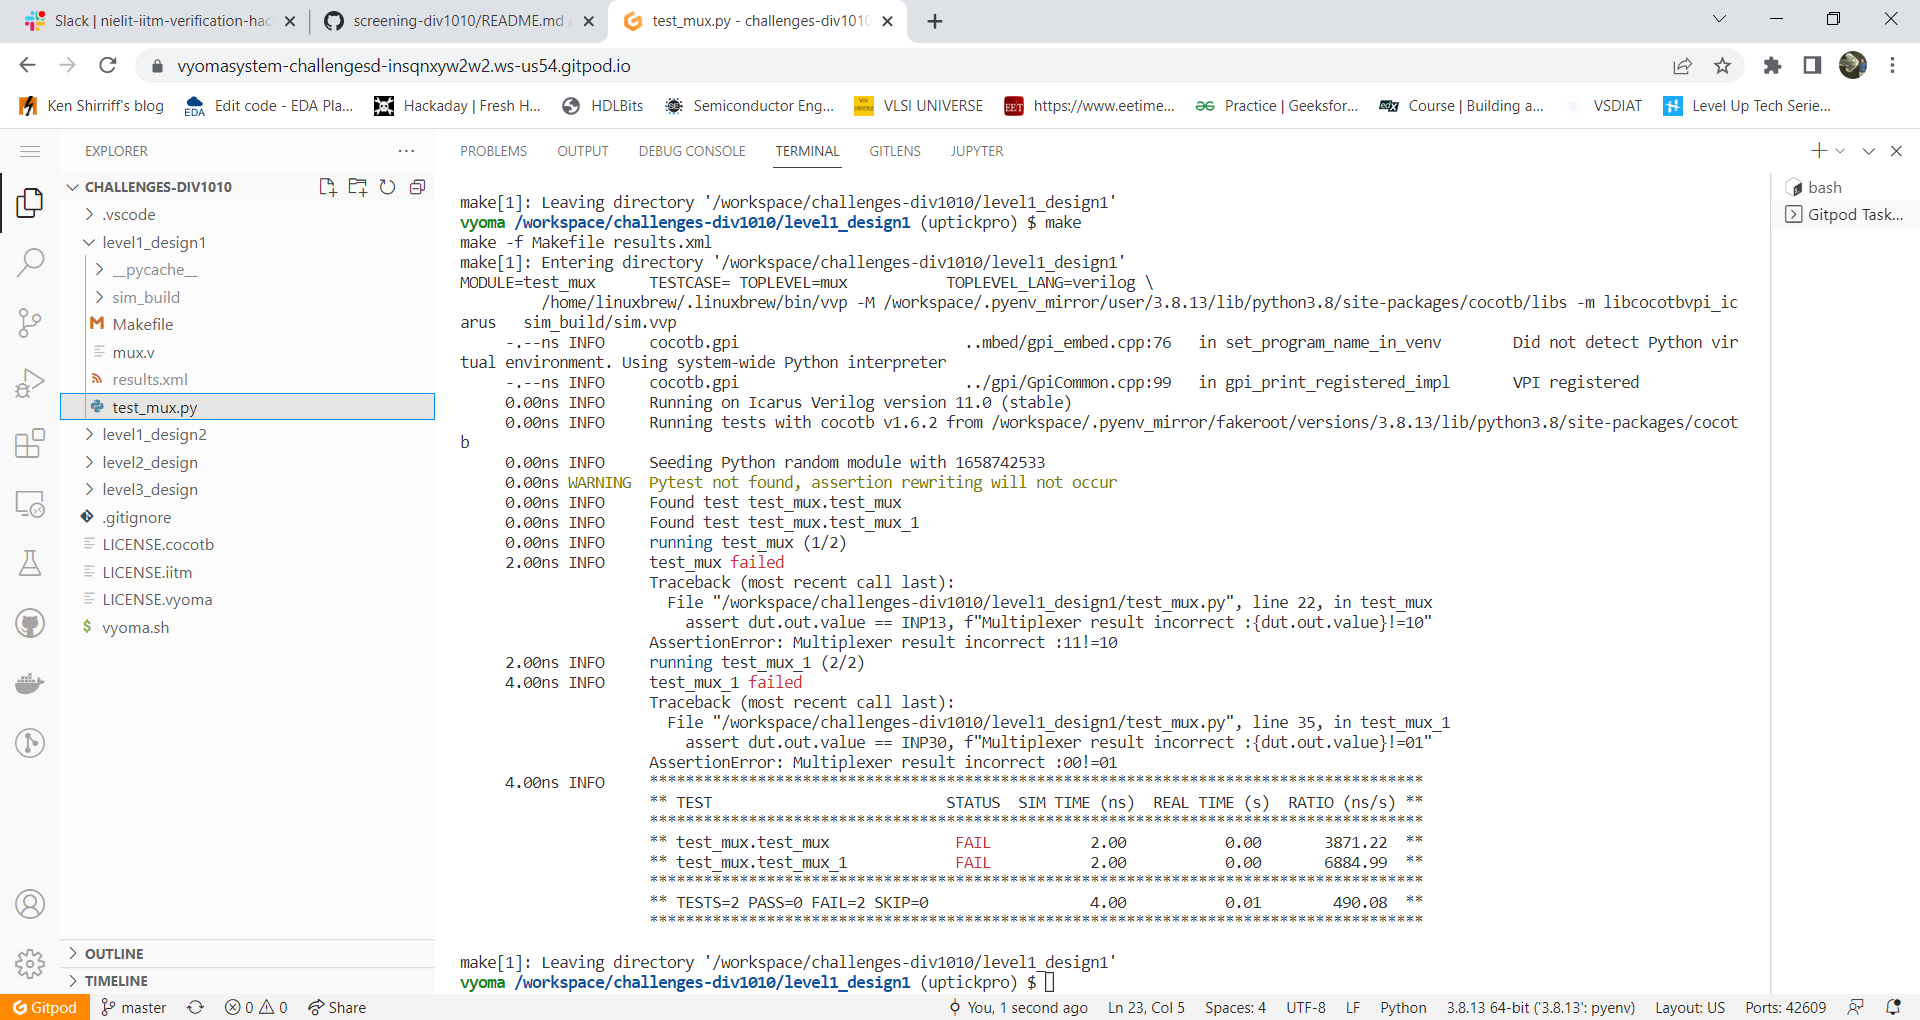 Slack | nielit-iitm-verification-hac
screening-div1010/README.md a
test_mux.py - challenges-div1010
vyomasystem-challengesd-insqnxyw2w2.ws-us54.gitpod.io
Ken Shirriff's blog
EDA
Edit code - EDA Pla...
Hackaday | Fresh H...
HDLBits
Semiconductor Eng...
VLSI UNIVERSE
EET
https://www.eetime...
Practice | Geeksfor...
edX
Course | Building a...
VSDIAT
Level Up Tech Serie...
EXPLORER
PROBLEMS OUTPUT DEBUG CONSOLE TERMINAL GITLENS JUPYTER
CHALLENGES-DIV1010
.vscode
level1_design1
__pycache__
sim_build
Makefile
mux.v
results.xml
test_mux.py
level1_design2
level2_design
level3_design
.gitignore
LICENSE.cocotb
LICENSE.iitm
LICENSE.vyoma
vyoma.sh
OUTLINE
TIMELINE
make[1]: Leaving directory '/workspace/challenges-div1010/level1_design1'
vyoma /workspace/challenges-div1010/level1_design1 (uptickpro) $ make
make -f Makefile results.xml
make[1]: Entering directory '/workspace/challenges-div1010/level1_design1'
MODULE=test_mux TESTCASE= TOPLEVEL=mux TOPLEVEL_LANG=verilog \
/home/linuxbrew/.linuxbrew/bin/vvp -M /workspace/.pyenv_mirror/user/3.8.13/lib/python3.8/site-packages/cocotb/libs -m libcocotbvpi_ic
arus sim_build/sim.vvp
-.--ns INFO cocotb.gpi ..mbed/gpi_embed.cpp:76 in set_program_name_in_venv Did not detect Python vir
tual environment. Using system-wide Python interpreter
-.--ns INFO cocotb.gpi ../gpi/GpiCommon.cpp:99 in gpi_print_registered_impl VPI registered
0.00ns INFO Running on Icarus Verilog version 11.0 (stable)
0.00ns INFO Running tests with cocotb v1.6.2 from /workspace/.pyenv_mirror/fakeroot/versions/3.8.13/lib/python3.8/site-packages/cocot
b
0.00ns INFO Seeding Python random module with 1658742533
0.00ns WARNING Pytest not found, assertion rewriting will not occur
0.00ns INFO Found test test_mux.test_mux
0.00ns INFO Found test test_mux.test_mux_1
0.00ns INFO running test_mux (1/2)
2.00ns INFO test_mux failed
Traceback (most recent call last):
File "/workspace/challenges-div1010/level1_design1/test_mux.py", line 22, in test_mux
assert dut.out.value == INP13, f"Multiplexer result incorrect :{dut.out.value}!=10"
AssertionError: Multiplexer result incorrect :11!=10
2.00ns INFO running test_mux_1 (2/2)
4.00ns INFO test_mux_1 failed
Traceback (most recent call last):
File "/workspace/challenges-div1010/level1_design1/test_mux.py", line 35, in test_mux_1
assert dut.out.value == INP30, f"Multiplexer result incorrect :{dut.out.value}!=01"
AssertionError: Multiplexer result incorrect :00!=01
4.00ns INFO **************************************************************************************
** TEST STATUS SIM TIME (ns) REAL TIME (s) RATIO (ns/s) **
**************************************************************************************
** test_mux.test_mux FAIL 2.00 0.00 3871.22 **
** test_mux.test_mux_1 FAIL 2.00 0.00 6884.99 **
**************************************************************************************
** TESTS=2 PASS=0 FAIL=2 SKIP=0 4.00 0.01 490.08 **
**************************************************************************************
make[1]: Leaving directory '/workspace/challenges-div1010/level1_design1'
vyoma /workspace/challenges-div1010/level1_design1 (uptickpro) $
bash
Gitpod Task...
Gitpod master 0 0 Share You, 1 second ago Ln 23, Col 5 Spaces: 4 UTF-8 LF Python 3.8.13 64-bit ('3.8.13': pyenv) Layout: US Ports: 42609